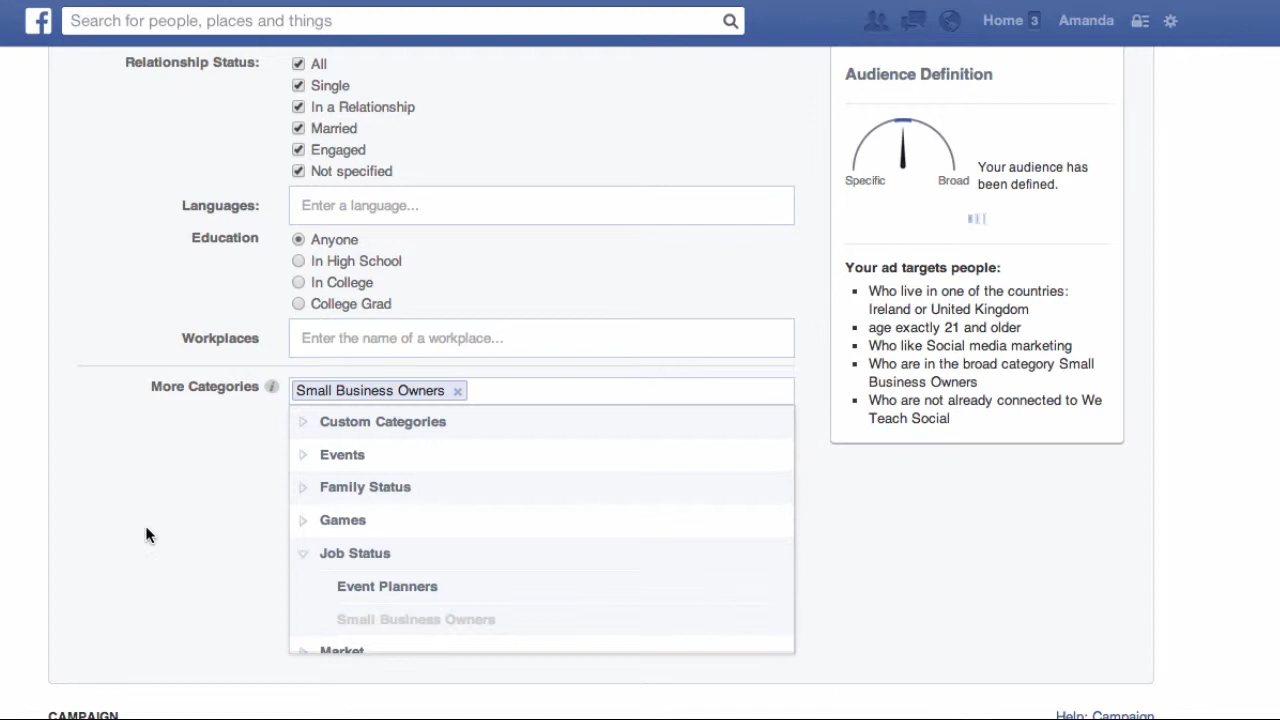 Search for people, places and things
Home 3 Amanda
Relationship Status:
All
Single
In a Relationship
Married
Engaged
Not specified
Languages:
Enter a language...
Education
Anyone
In High School
In College
College Grad
Workplaces
Enter the name of a workplace...
More Categories
Small Business Owners
Custom Categories
Events
Family Status
Games
Job Status
Event Planners
Small Business Owners
Market
Audience Definition
Specific
Broad
Your audience has
been defined.
Your ad targets people:
Who live in one of the countries:
Ireland or United Kingdom
age exactly 21 and older
Who like Social media marketing
Who are in the broad category Small
Business Owners
Who are not already connected to We
Teach Social
CAMPAIGN
Help: Campaign